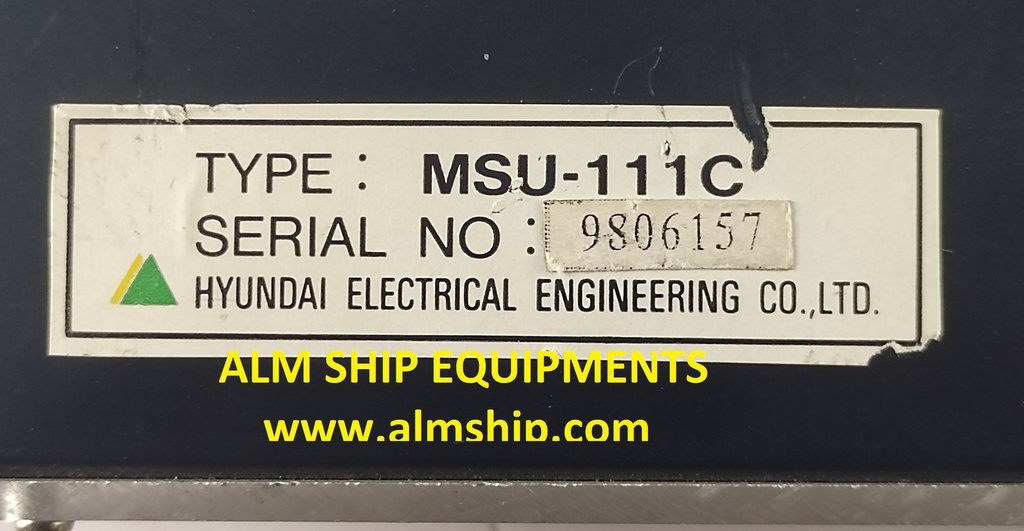 TYPE : MSU-111C
SERIAL NO : 9806157
HYUNDAI ELECTRICAL ENGINEERING CO.,LTD.
ALM SHIP EQUIPMENTS
www.almship.com